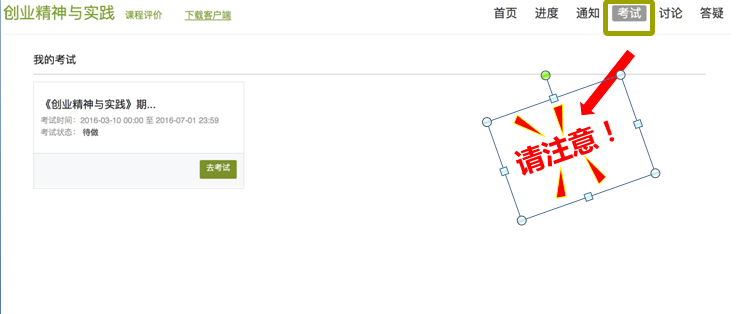 创业精神与实践 课程评价 下载客户端 首页 进度 通知 考试 讨论 答疑
我的考试
《创业精神与实践》期...
考试时间：2016-03-10 00:00 至 2016-07-01 23:59
考试状态： 待做
去考试
请注意！